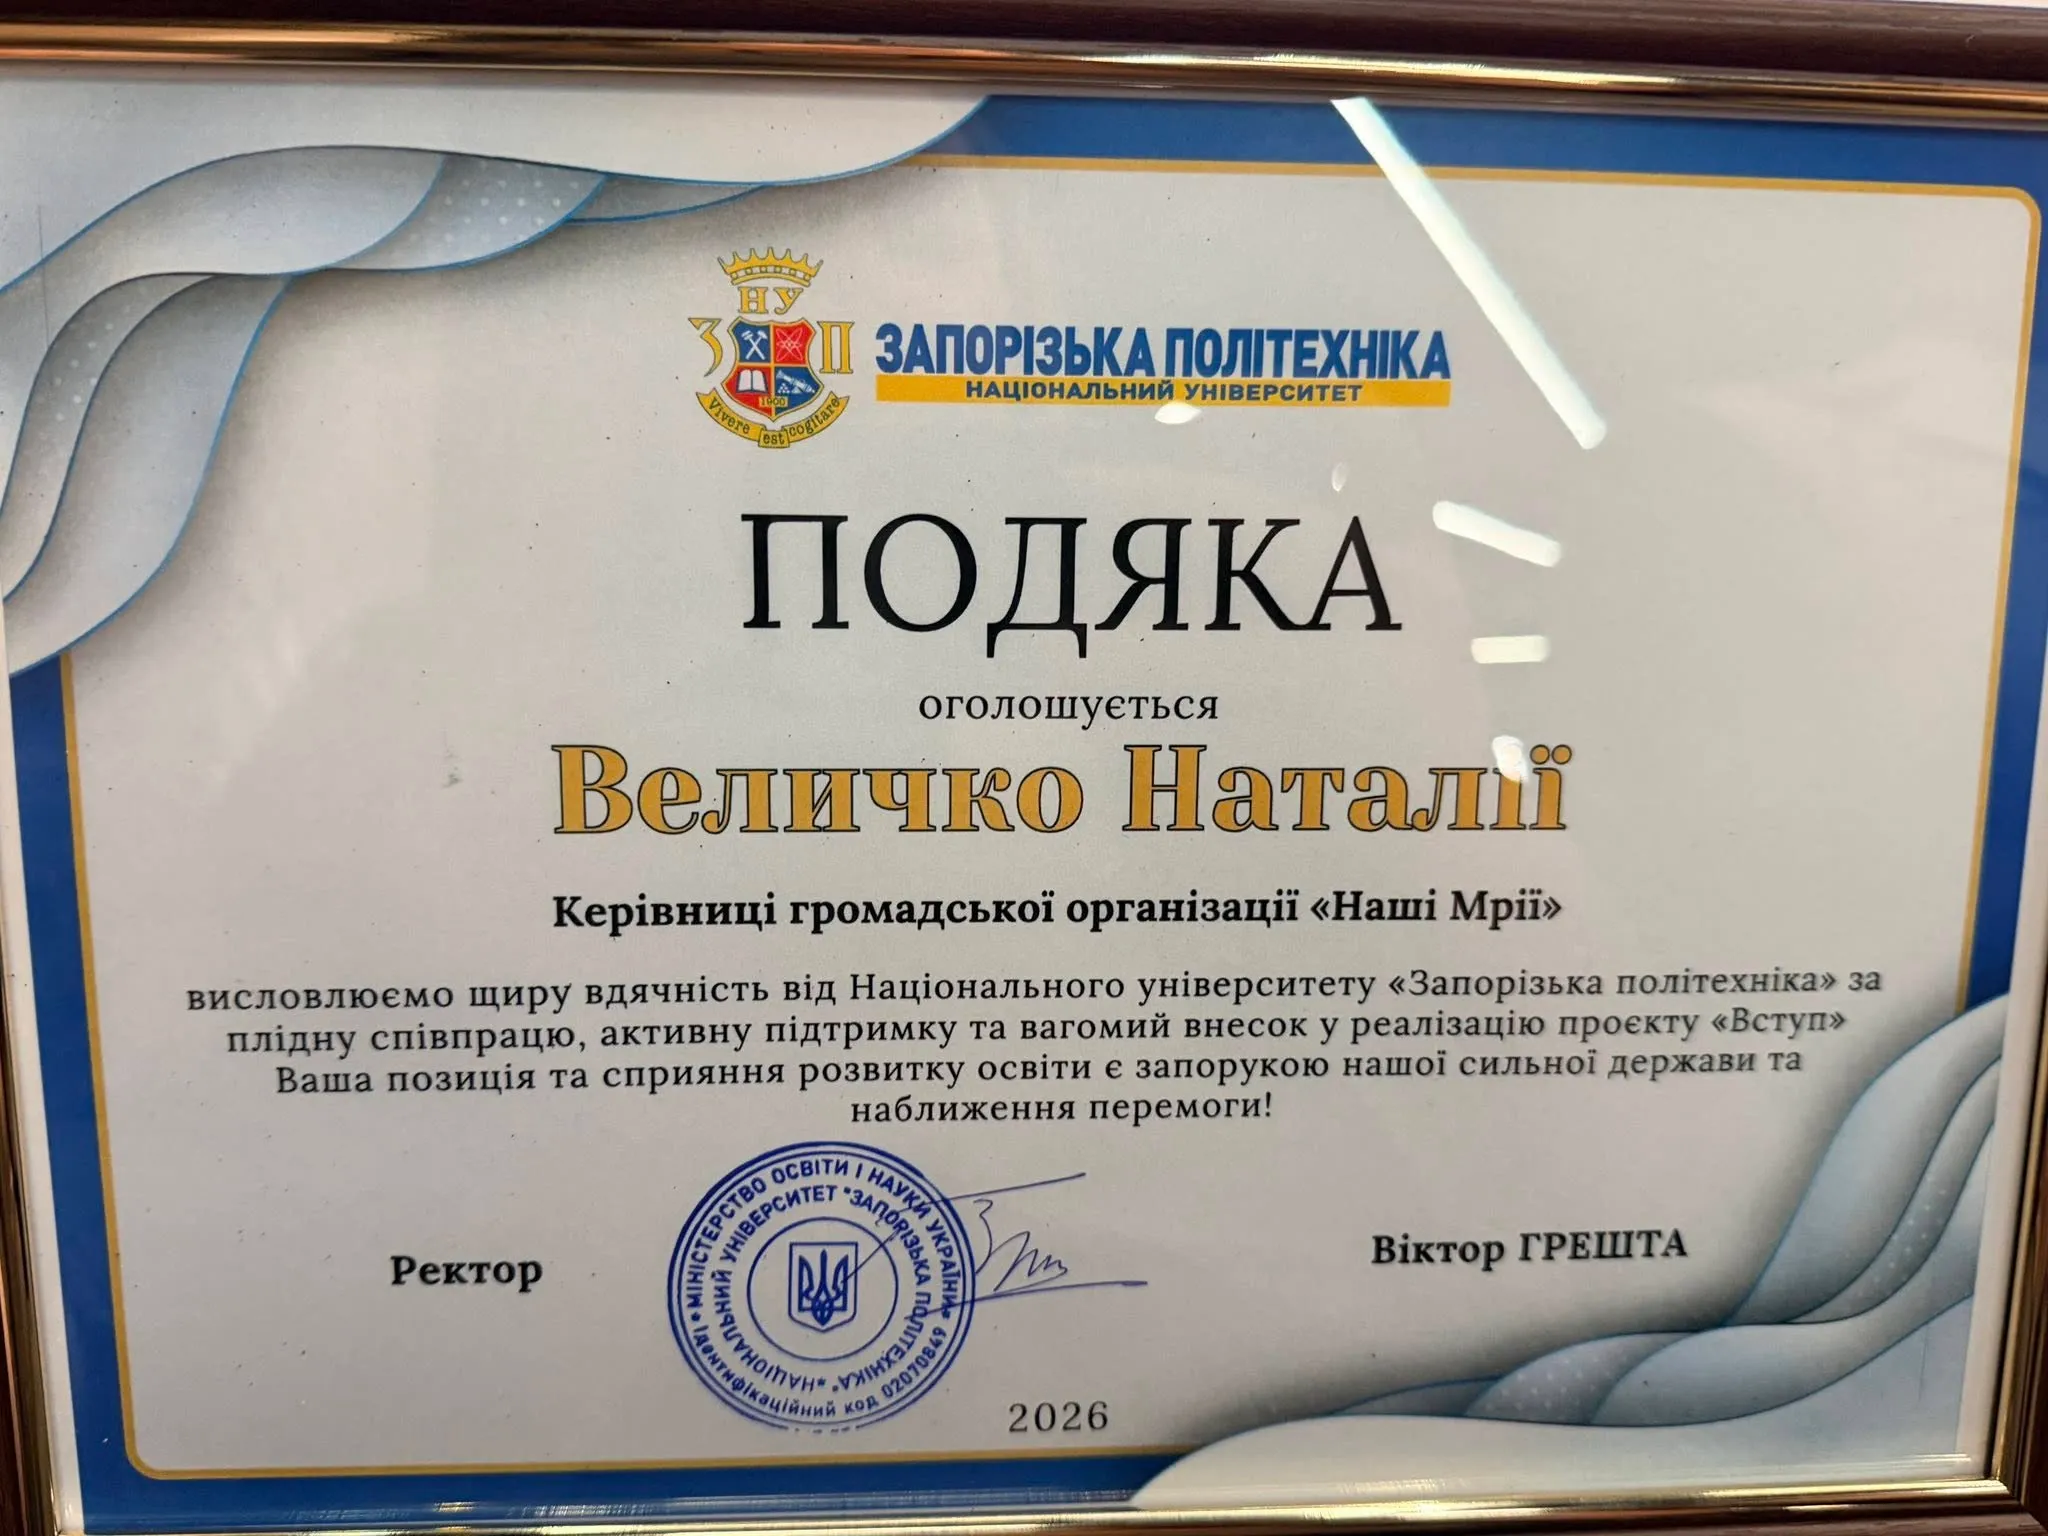 НУ
З П
1900
Vivere est cogitare
ЗАПОРІЗЬКА ПОЛІТЕХНІКА
НАЦІОНАЛЬНИЙ УНІВЕРСИТЕТ
ПОДЯКА
оголошується
Величко Наталії
Керівниці громадської організації «Наші Мрії»
висловлюємо щиру вдячність від Національного університету «Запорізька політехніка» за
плідну співпрацю, активну підтримку та вагомий внесок у реалізацію проєкту «Вступ»
Ваша позиція та сприяння розвитку освіти є запорукою нашої сильної держави та
наближення перемоги!
Ректор
* МІНІСТЕРСТВО ОСВІТИ І НАУКИ УКРАЇНИ *
Ідентифікаційний код 02070849
* НАЦІОНАЛЬНИЙ УНІВЕРСИТЕТ "ЗАПОРІЗЬКА ПОЛІТЕХНІКА"
Віктор ГРЕШТА
2026